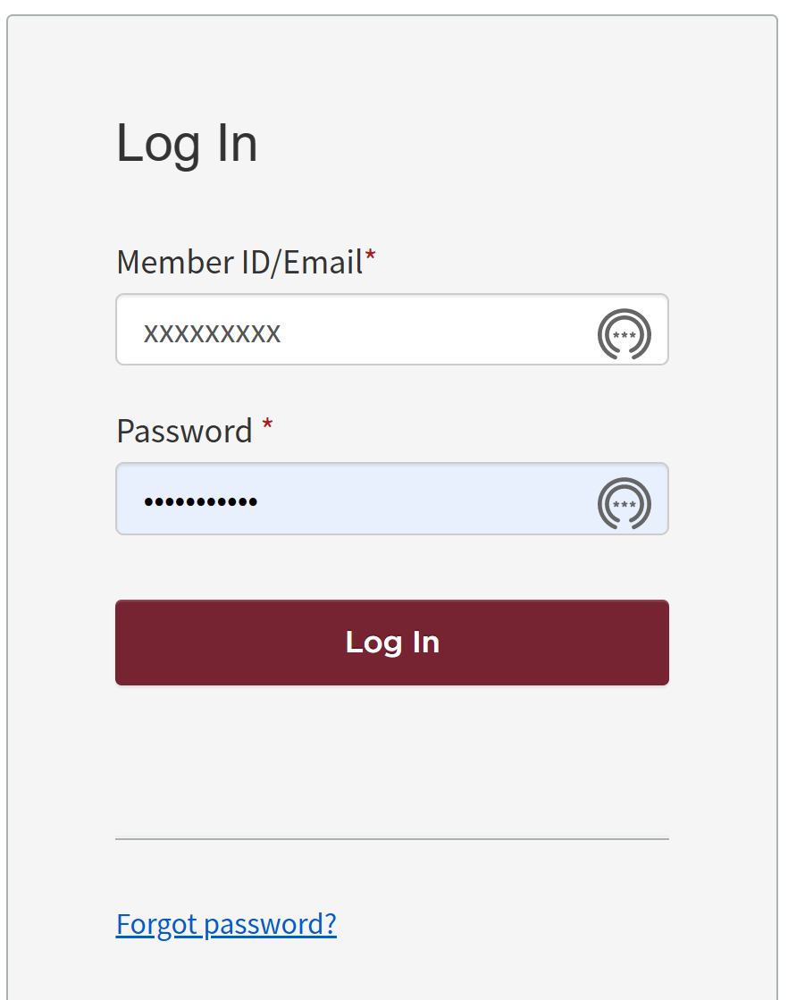 Log In
Member ID/Email*
xxxxxxxxx
***
Password *
•••••••••••
***
Log In
Forgot password?